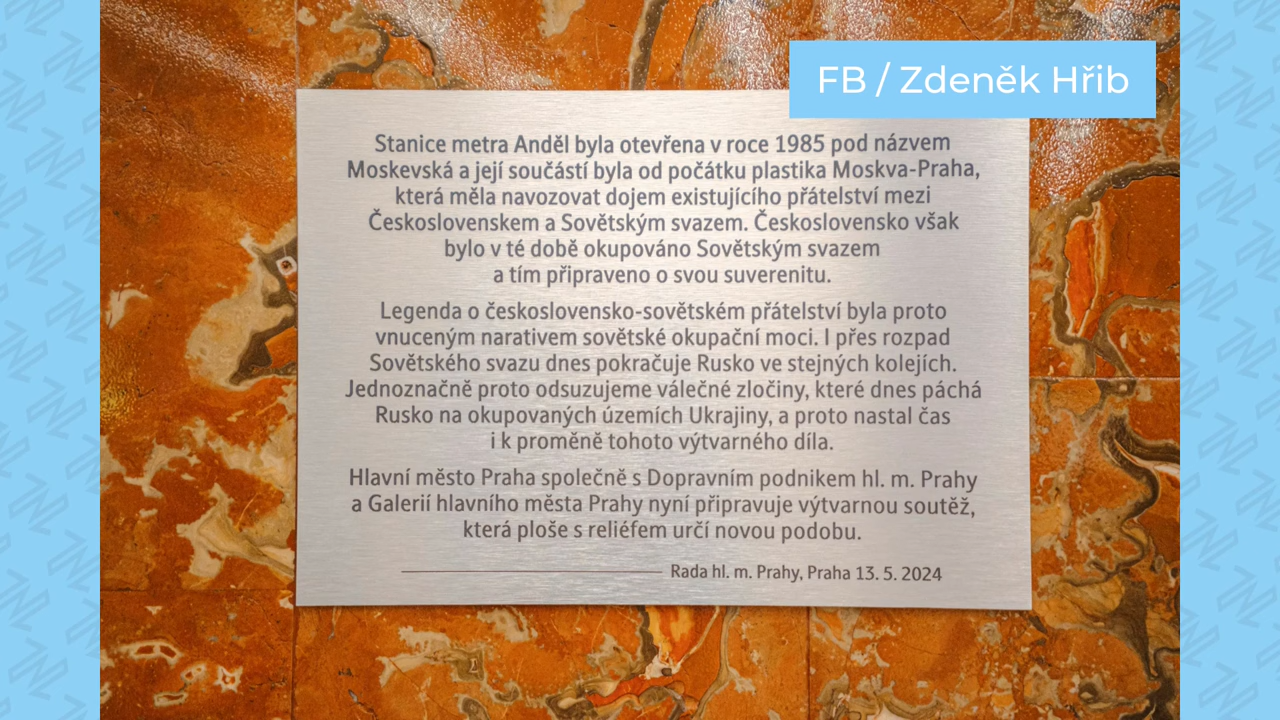 FB / Zdeněk Hřib
Stanice metra Anděl byla otevřena v roce 1985 pod názvem
Moskevská a její součástí byla od počátku plastika Moskva-Praha,
která měla navozovat dojem existujícího přátelství mezi
Československem a Sovětským svazem. Československo však
bylo v té době okupováno Sovětským svazem
a tím připraveno o svou suverenitu.
Legenda o československo-sovětském přátelství byla proto
vnuceným narativem sovětské okupační moci. I přes rozpad
Sovětského svazu dnes pokračuje Rusko ve stejných kolejích.
Jednoznačně proto odsuzujeme válečné zločiny, které dnes páchá
Rusko na okupovaných územích Ukrajiny, a proto nastal čas
i k proměně tohoto výtvarného díla.
Hlavní město Praha společně s Dopravním podnikem hl. m. Prahy
a Galerií hlavního města Prahy nyní připravuje výtvarnou soutěž,
která ploše s reliéfem určí novou podobu.
Rada hl. m. Prahy, Praha 13. 5. 2024